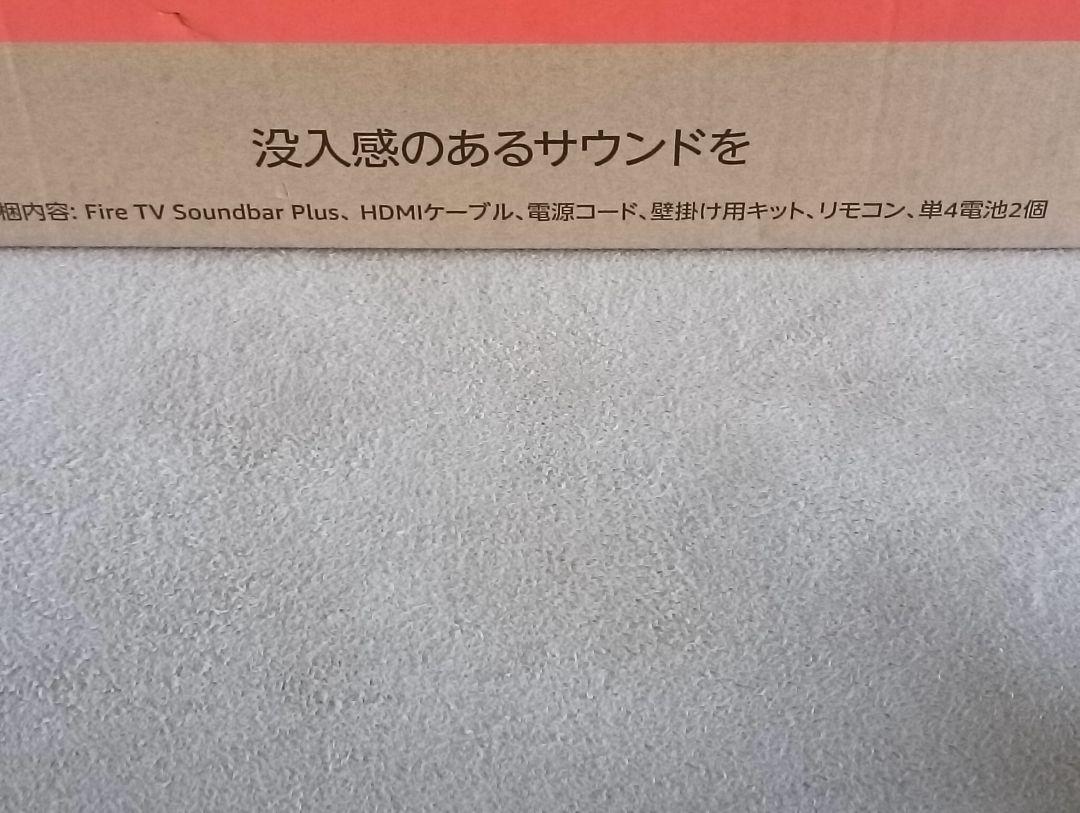 没入感のあるサウンドを
梱内容: Fire TV Soundbar Plus、HDMIケーブル、電源コード、壁掛け用キット、リモコン、単4電池2個